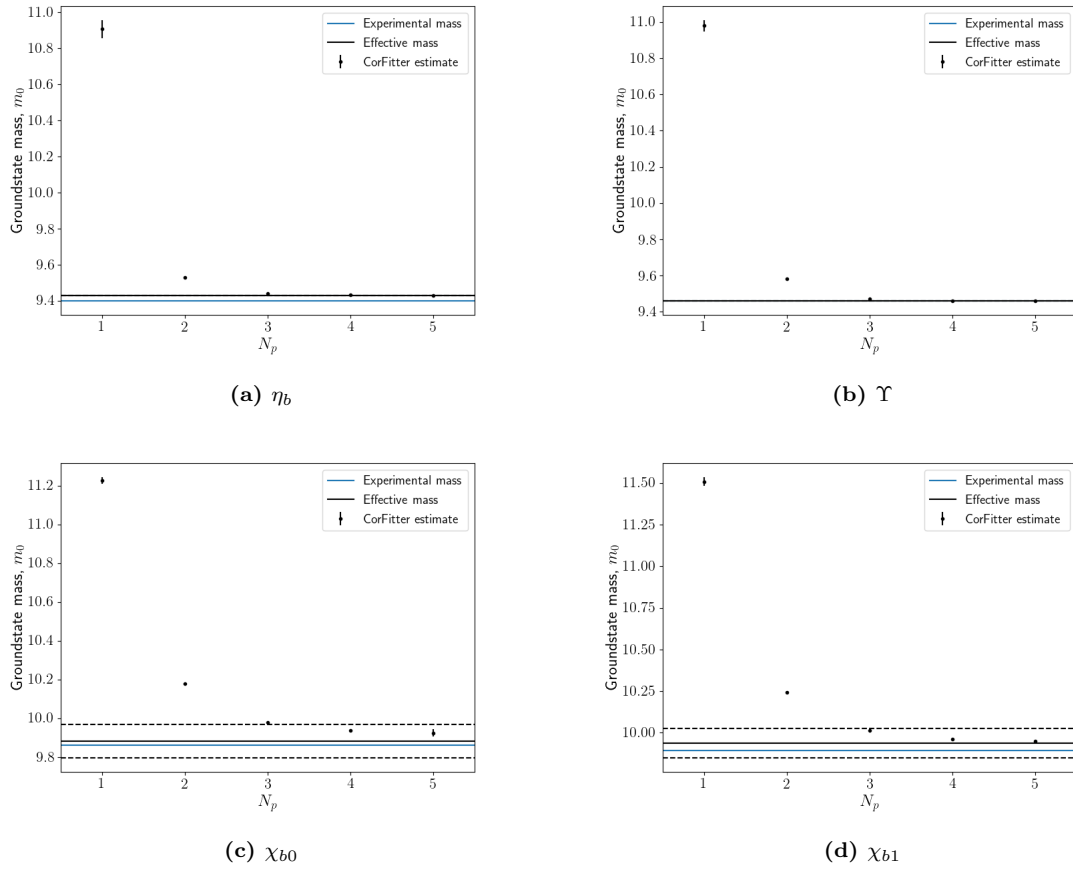 11.0
10.8
10.6
10.4
10.2
10.0
9.8
9.6
9.4
Groundstate mass, m₀
Experimental mass
Effective mass
CorFitter estimate
1 2 3 4 5
Nₚ
(a) η_b
11.0
10.8
10.6
10.4
10.2
10.0
9.8
9.6
9.4
Groundstate mass, m₀
Experimental mass
Effective mass
CorFitter estimate
1 2 3 4 5
Nₚ
(b) Υ
11.2
11.0
10.8
10.6
10.4
10.2
10.0
9.8
Groundstate mass, m₀
Experimental mass
Effective mass
CorFitter estimate
1 2 3 4 5
Nₚ
(c) χ_b0
11.50
11.25
11.00
10.75
10.50
10.25
10.00
Groundstate mass, m₀
Experimental mass
Effective mass
CorFitter estimate
1 2 3 4 5
Nₚ
(d) χ_b1